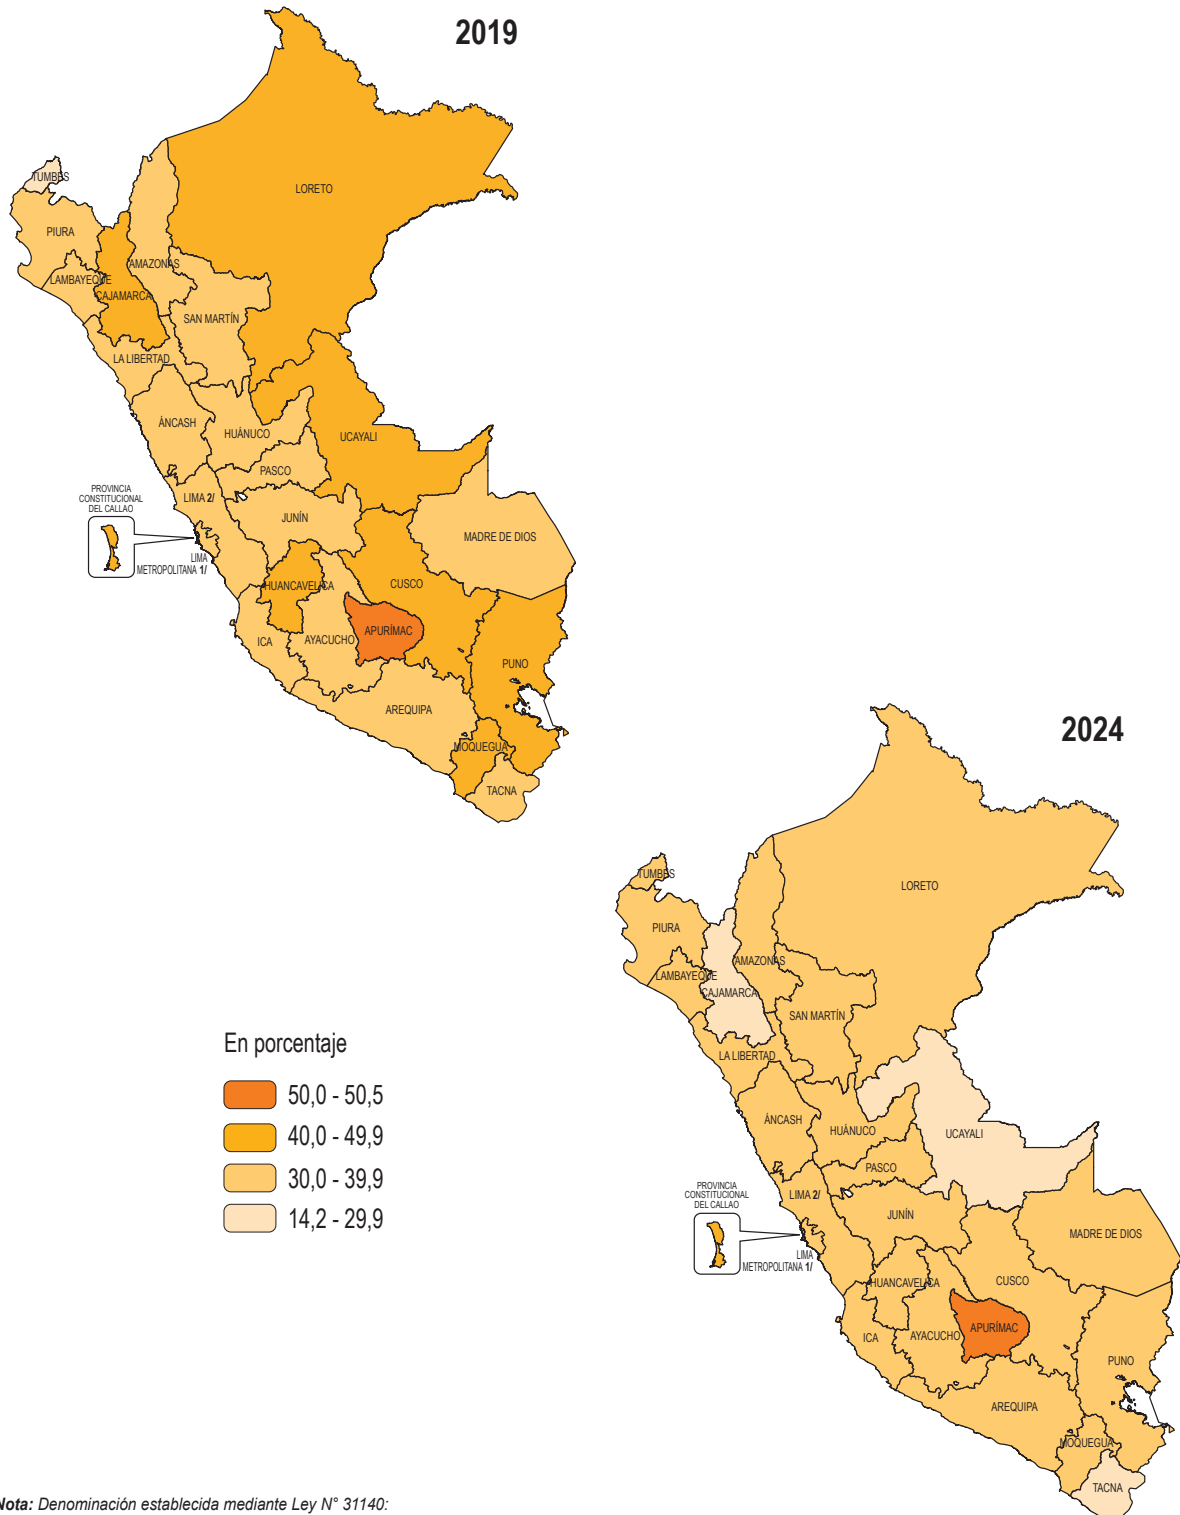 2019
LORETO
TUMBES
PIURA
AMAZONAS
LAMBAYEQUE
CAJAMARCA
SAN MARTÍN
LA LIBERTAD
ÁNCASH
HUÁNUCO
UCAYALI
PASCO
PROVINCIA
CONSTITUCIONAL
DEL CALLAO
LIMA 2/
JUNÍN
MADRE DE DIOS
LIMA
METROPOLITANA 1/
HUANCAVELICA
CUSCO
ICA
AYACUCHO
APURÍMAC
PUNO
AREQUIPA
MOQUEGUA
TACNA
2024
LORETO
TUMBES
PIURA
AMAZONAS
LAMBAYEQUE
CAJAMARCA
SAN MARTÍN
LA LIBERTAD
ÁNCASH
HUÁNUCO
UCAYALI
PASCO
PROVINCIA
CONSTITUCIONAL
DEL CALLAO
LIMA 2/
JUNÍN
MADRE DE DIOS
LIMA
METROPOLITANA 1/
HUANCAVELICA
CUSCO
ICA
AYACUCHO
APURÍMAC
PUNO
AREQUIPA
MOQUEGUA
TACNA
En porcentaje
50,0 - 50,5
40,0 - 49,9
30,0 - 39,9
14,2 - 29,9
Nota: Denominación establecida mediante Ley N° 31140: